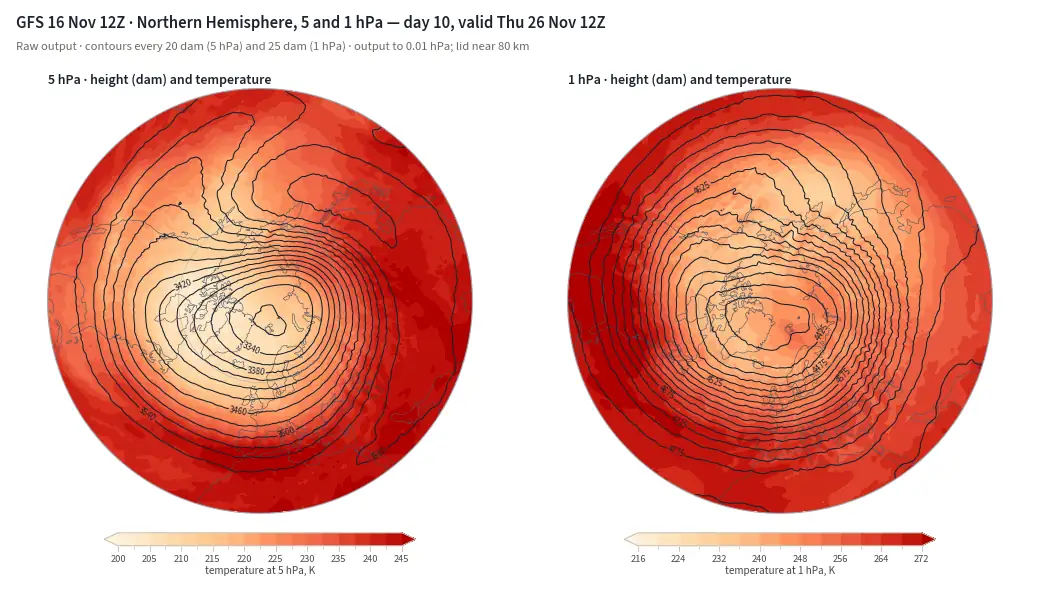 GFS 16 Nov 12Z · Northern Hemisphere, 5 and 1 hPa — day 10, valid Thu 26 Nov 12Z
Raw output · contours every 20 dam (5 hPa) and 25 dam (1 hPa) · output to 0.01 hPa; lid near 80 km
5 hPa · height (dam) and temperature
1 hPa · height (dam) and temperature
3420
3340
3380
3460
3500
4625
4475
4525
200 205 210 215 220 225 230 235 240 245
temperature at 5 hPa, K
216 224 232 240 248 256 264 272
temperature at 1 hPa, K